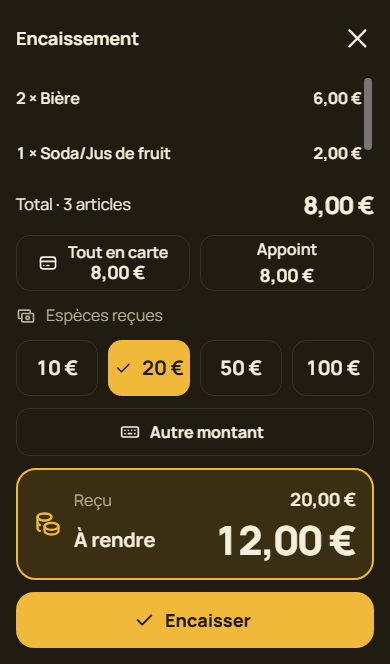 Encaissement
2 × Bière 6,00 €
1 × Soda/Jus de fruit 2,00 €
Total · 3 articles 8,00 €
Tout en carte
8,00 €
Appoint
8,00 €
Espèces reçues
10 € 20 € 50 € 100 €
Autre montant
Reçu 20,00 €
À rendre 12,00 €
Encaisser